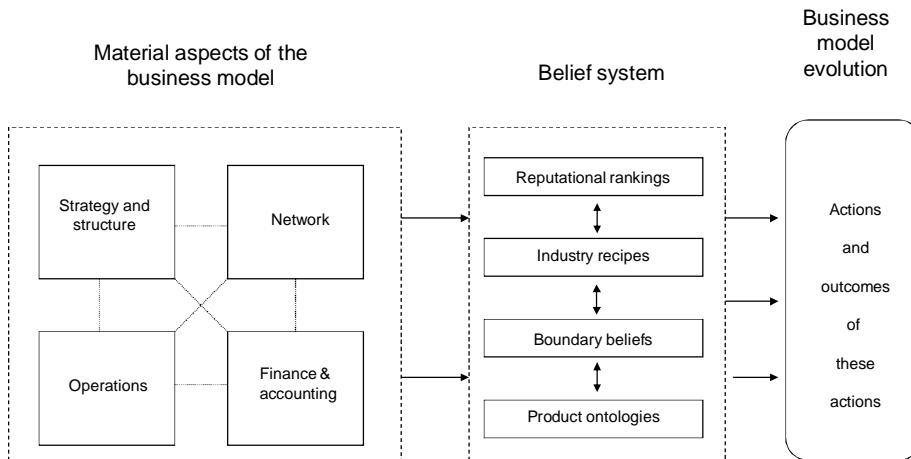 Material aspects of the
business model
Belief system
Business
model
evolution
Strategy and
structure
Network
Operations
Finance &
accounting
Reputational rankings
Industry recipes
Boundary beliefs
Product ontologies
Actions
and
outcomes
of
these
actions